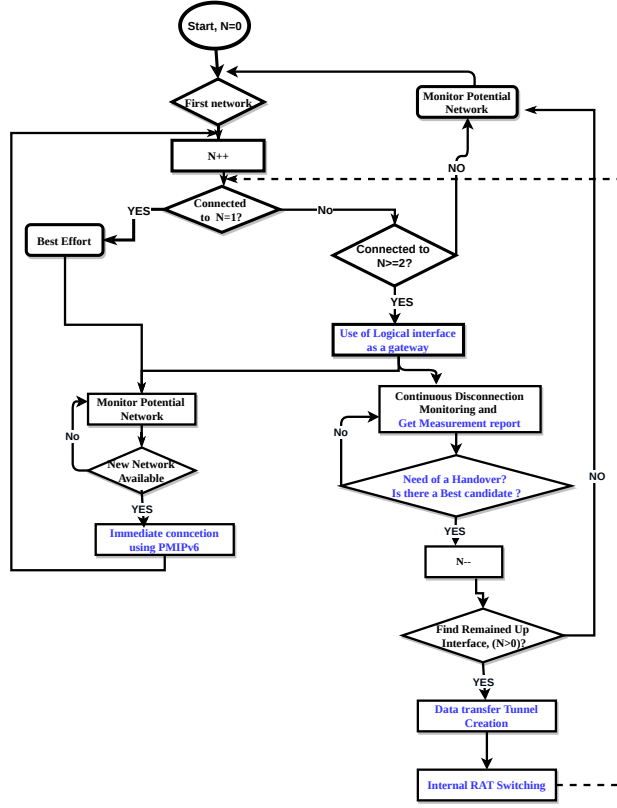 Start, N=0
First network
Monitor Potential
Network
N++
NO
Connected
to N=1?
YES
No
Best Effort
Connected to
N>=2?
YES
Use of Logical interface
as a gateway
Monitor Potential
Network
Continuous Disconnection
Monitoring and
Get Measurement report
No
No
New Network
Available
Need of a Handover?
Is there a Best candidate ?
NO
YES
Immediate conncetion
using PMIPv6
YES
N--
Find Remained Up
Interface, (N>0)?
YES
Data transfer Tunnel
Creation
Internal RAT Switching